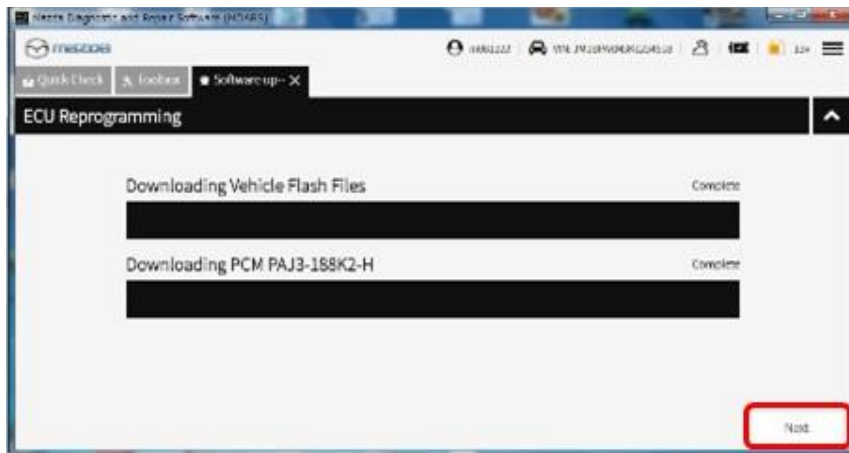 Mazda Diagnostic and Repair Software (MDARS)
mazda
Quick Check
Toolbox
Software up--
ECU Reprogramming
Downloading Vehicle Flash Files
Complete
Downloading PCM PAJ3-188K2-H
Complete
Next